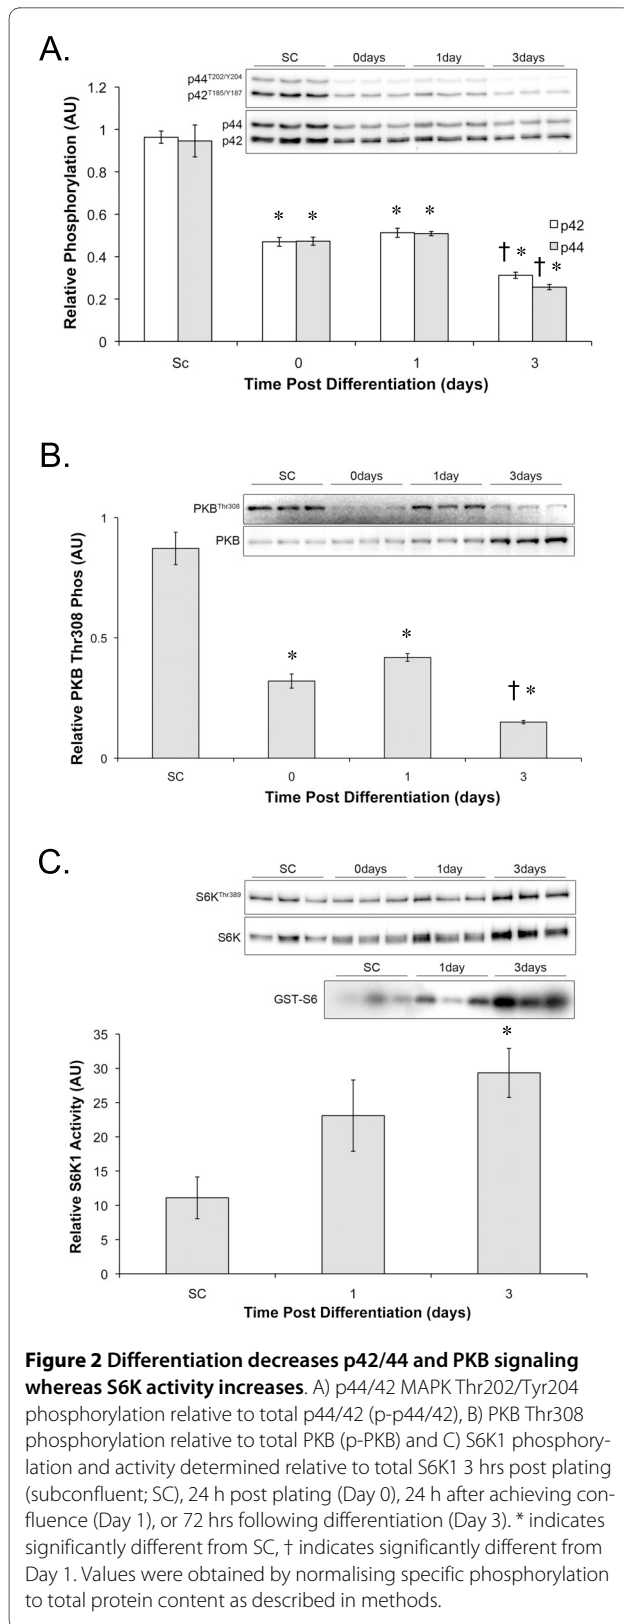 A.
SC 0days 1day 3days
p44T202/Y204
p42T185/Y187
p44
p42
1.2
1
0.8
0.6
0.4
0.2
0
Relative Phosphorylation (AU)
* * * * † * † *
p42
p44
Sc 0 1 3
Time Post Differentiation (days)
B.
SC 0days 1day 3days
PKBThr308
PKB
1
0.5
0
Relative PKB Thr308 Phos (AU)
* * † *
SC 0 1 3
Time Post Differentiation (days)
C.
SC 0days 1day 3days
S6KThr389
S6K
SC 1day 3days
GST-S6
35
30
25
20
15
10
5
0
Relative S6K1 Activity (AU)
*
SC 1 3
Time Post Differentiation (days)
Figure 2 Differentiation decreases p42/44 and PKB signaling
whereas S6K activity increases. A) p44/42 MAPK Thr202/Tyr204
phosphorylation relative to total p44/42 (p-p44/42), B) PKB Thr308
phosphorylation relative to total PKB (p-PKB) and C) S6K1 phosphory-
lation and activity determined relative to total S6K1 3 hrs post plating
(subconfluent; SC), 24 h post plating (Day 0), 24 h after achieving con-
fluence (Day 1), or 72 hrs following differentiation (Day 3). * indicates
significantly different from SC, † indicates significantly different from
Day 1. Values were obtained by normalising specific phosphorylation
to total protein content as described in methods.